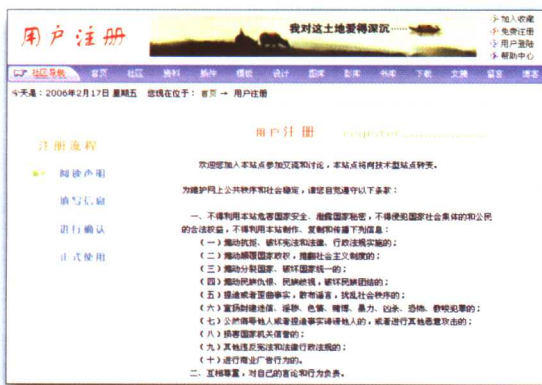 用户注册
我对这土地爱得深沉……
加入收藏
免费注册
用户登陆
帮助中心
社区导航 首页 社区 资料 插件 模板 设计 图库 影库 书库 下载 文摘 留言 博客
今天是：2006年2月17日 星期五 您现在位于： 首页 → 用户注册
注册流程
阅读声明
填写信息
进行确认
正式使用
用户注册 register
欢迎您加入本站点参加交流和讨论，本站点将向技术型站点转变。
为维护网上公共秩序和社会稳定，请您自觉遵守以下条款：
一、不得利用本站危害国家安全、泄露国家秘密，不得侵犯国家社会集体的和公民
的合法权益，不得利用本站制作、复制和传播下列信息：
（一）煽动抗拒、破坏宪法和法律、行政法规实施的；
（二）煽动颠覆国家政权，推翻社会主义制度的；
（三）煽动分裂国家、破坏国家统一的；
（四）煽动民族仇恨、民族歧视，破坏民族团结的；
（五）捏造或者歪曲事实，散布谣言，扰乱社会秩序的；
（六）宣扬封建迷信、淫秽、色情、赌博、暴力、凶杀、恐怖、教唆犯罪的；
（七）公然侮辱他人或者捏造事实诽谤他人的，或者进行其他恶意攻击的；
（八）损害国家机关信誉的；
（九）其他违反宪法和法律行政法规的；
（十）进行商业广告行为的。
二、互相尊重，对自己的言论和行为负责。